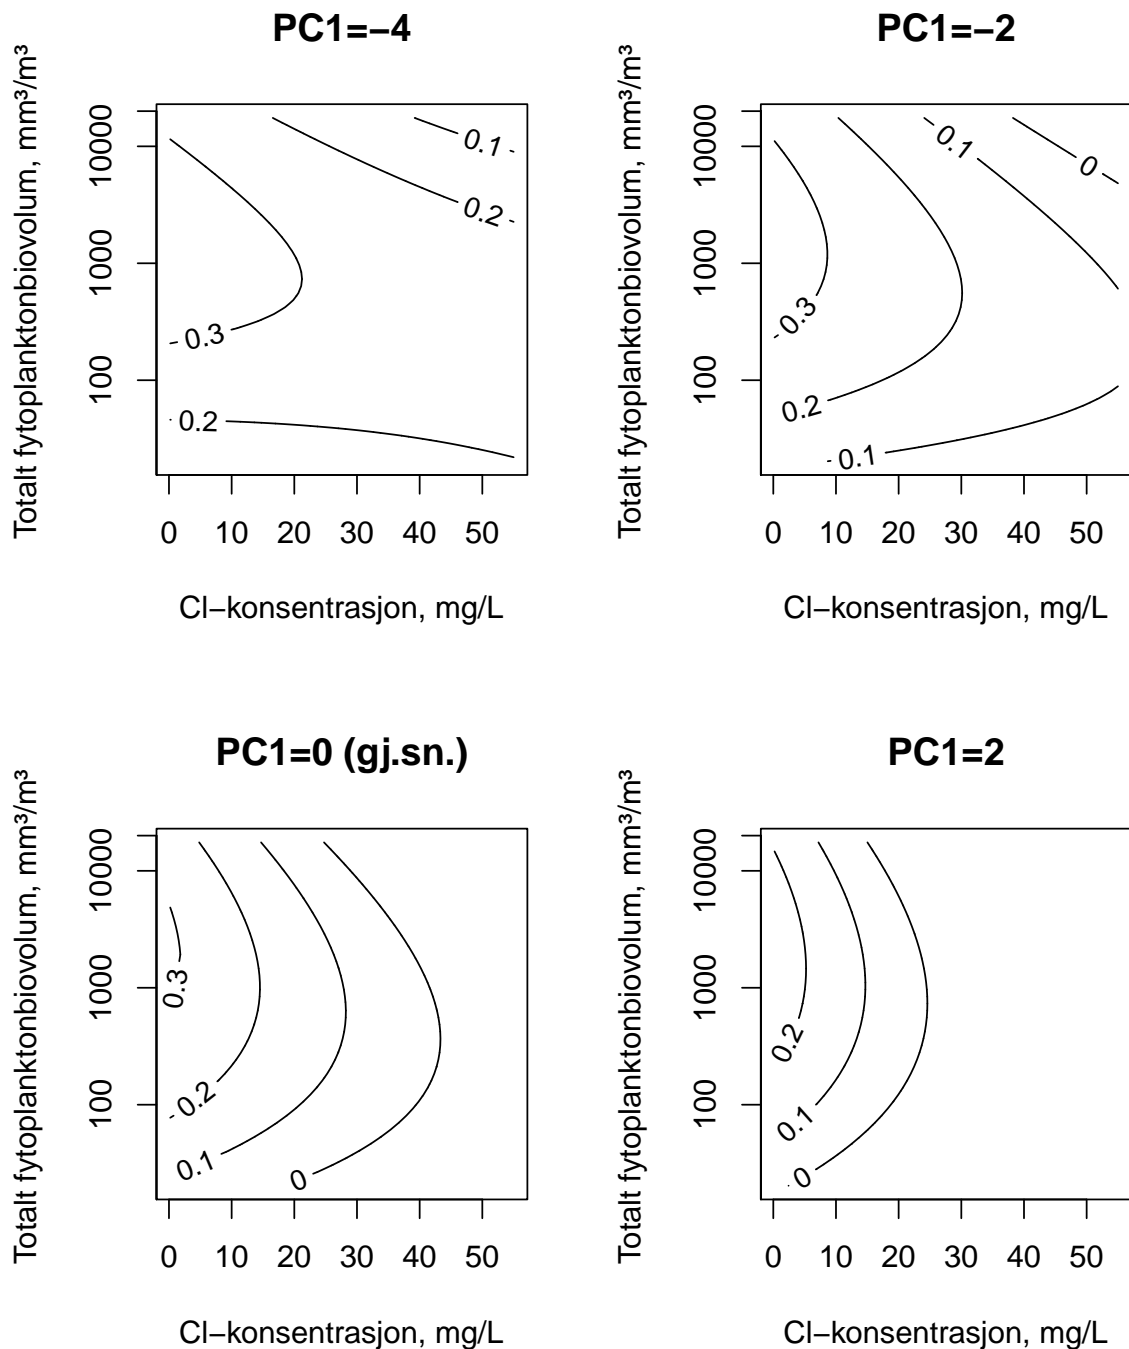 PC1=−4
Totalt fytoplanktonbiovolum, mm³/m³
10000
1000
100
0.1
0.2
0.3
0.2
0 10 20 30 40 50
Cl−konsentrasjon, mg/L
PC1=−2
Totalt fytoplanktonbiovolum, mm³/m³
10000
1000
100
0.1
0
0.3
0.2
0.1
0 10 20 30 40 50
Cl−konsentrasjon, mg/L
PC1=0 (gj.sn.)
Totalt fytoplanktonbiovolum, mm³/m³
10000
1000
100
0.3
0.2
0.1
0
0 10 20 30 40 50
Cl−konsentrasjon, mg/L
PC1=2
Totalt fytoplanktonbiovolum, mm³/m³
10000
1000
100
0.2
0.1
0
0 10 20 30 40 50
Cl−konsentrasjon, mg/L